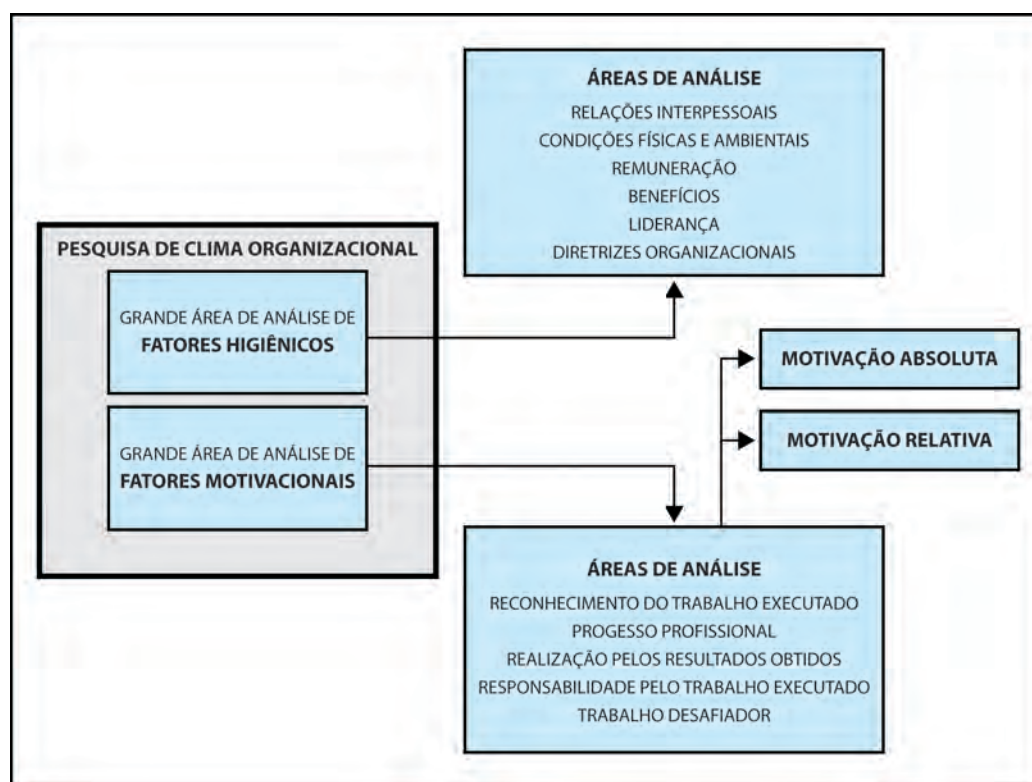 ÁREAS DE ANÁLISE
RELAÇÕES INTERPESSOAIS
CONDIÇÕES FÍSICAS E AMBIENTAIS
REMUNERAÇÃO
BENEFÍCIOS
LIDERANÇA
DIRETRIZES ORGANIZACIONAIS
PESQUISA DE CLIMA ORGANIZACIONAL
GRANDE ÁREA DE ANÁLISE DE
FATORES HIGIÊNICOS
GRANDE ÁREA DE ANÁLISE DE
FATORES MOTIVACIONAIS
MOTIVAÇÃO ABSOLUTA
MOTIVAÇÃO RELATIVA
ÁREAS DE ANÁLISE
RECONHECIMENTO DO TRABALHO EXECUTADO
PROGESSO PROFISSIONAL
REALIZAÇÃO PELOS RESULTADOS OBTIDOS
RESPONSABILIDADE PELO TRABALHO EXECUTADO
TRABALHO DESAFIADOR